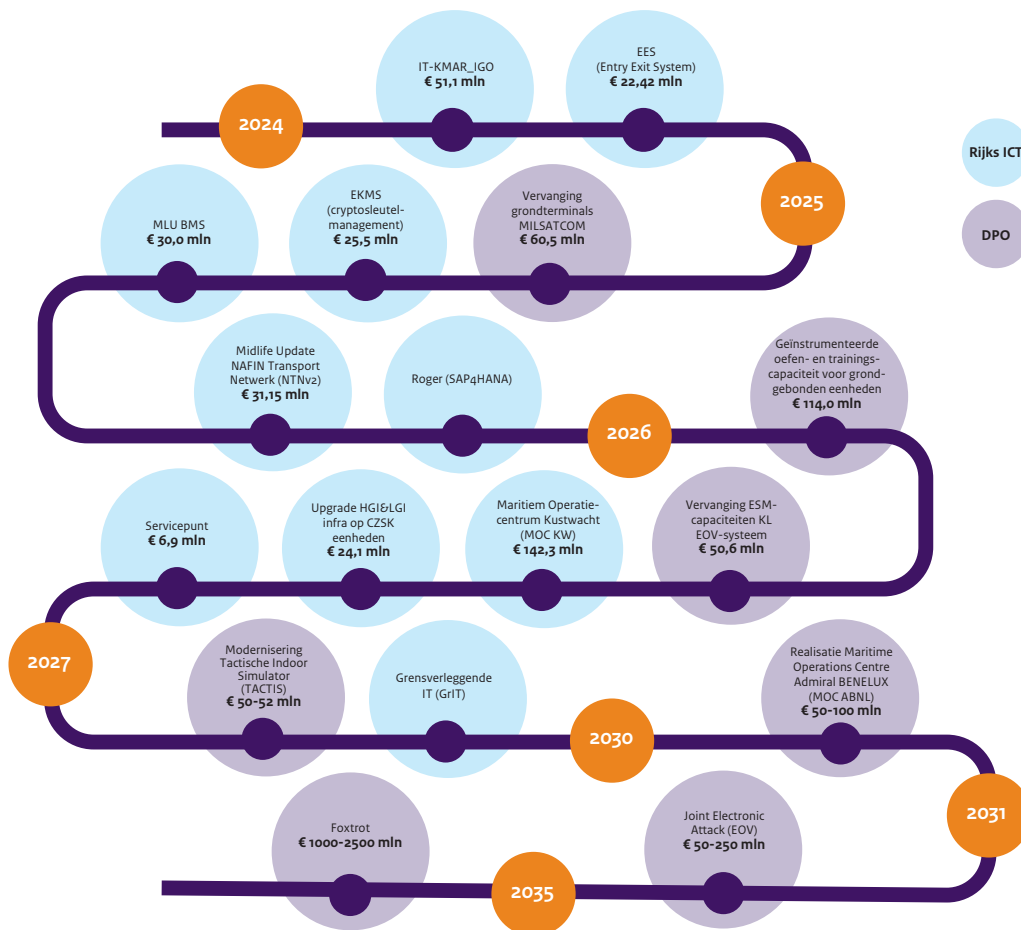 2024
IT-KMAR_IGO
€ 51,1 mln
EES
(Entry Exit System)
€ 22,42 mln
Rijks ICT
DPO
2025
Vervanging
grondterminals
MILSATCOM
€ 60,5 mln
EKMS
(cryptosleutel-
management)
€ 25,5 mln
MLU BMS
€ 30,0 mln
Midlife Update
NAFIN Transport
Netwerk (NTNv2)
€ 31,15 mln
Roger (SAP4HANA)
2026
Geïnstrumenteerde
oefen- en trainings-
capaciteit voor grond-
gebonden eenheden
€ 114,0 mln
Vervanging ESM-
capaciteiten KL
EOV-systeem
€ 50,6 mln
Maritiem Operatie-
centrum Kustwacht
(MOC KW)
€ 142,3 mln
Upgrade HGI&LGI
infra op CZSK
eenheden
€ 24,1 mln
Servicepunt
€ 6,9 mln
2027
Modernisering
Tactische Indoor
Simulator
(TACTIS)
€ 50-52 mln
Grensverleggende
IT (GrIT)
2030
Realisatie Maritime
Operations Centre
Admiral BENELUX
(MOC ABNL)
€ 50-100 mln
2031
Joint Electronic
Attack (EOV)
€ 50-250 mln
2035
Foxtrot
€ 1000-2500 mln